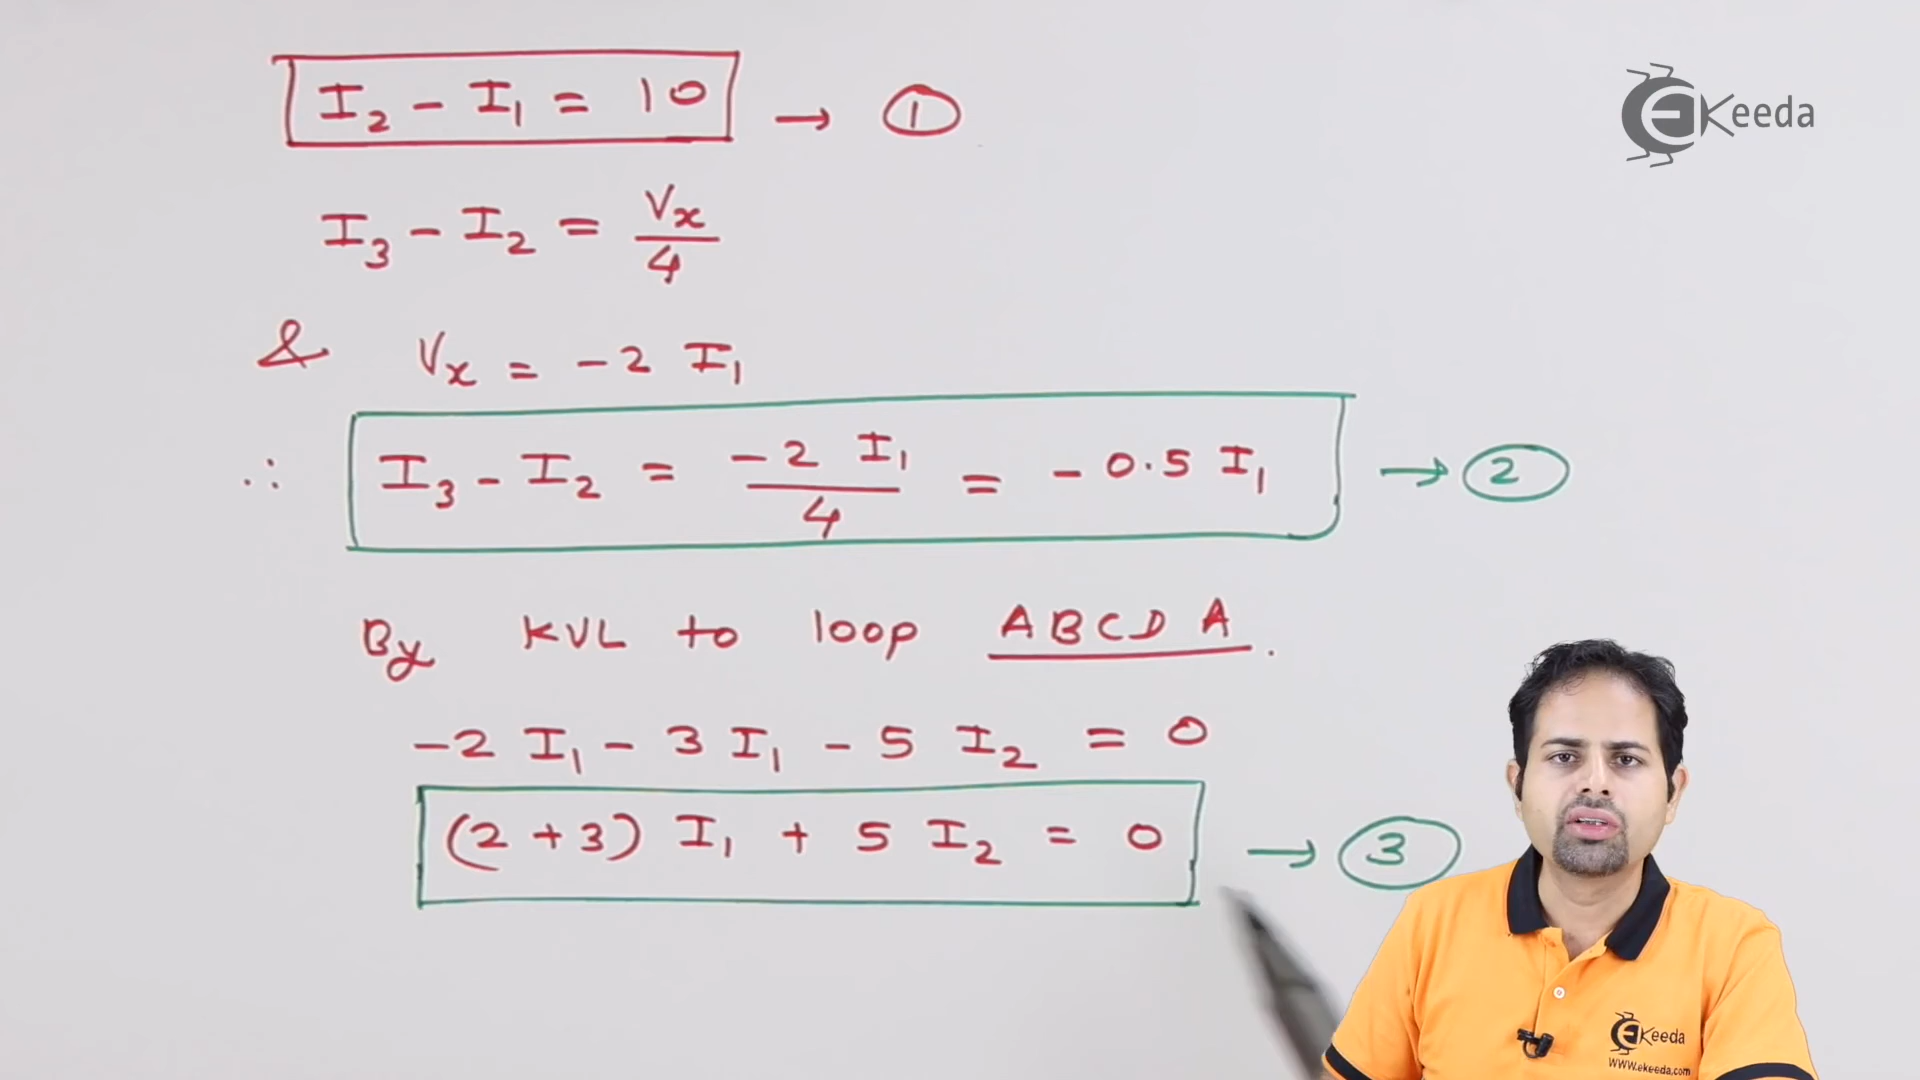 I₂ - I₁ = 10 → ①
EKeeda
I₃ - I₂ = Vx/4
& Vx = -2 I₁
∴ I₃ - I₂ = -2 I₁/4 = -0.5 I₁ → ②
By KVL to loop ABCDA.
-2 I₁ - 3 I₁ - 5 I₂ = 0
(2 + 3) I₁ + 5 I₂ = 0 → ③
EKeeda
www.ekeeda.com